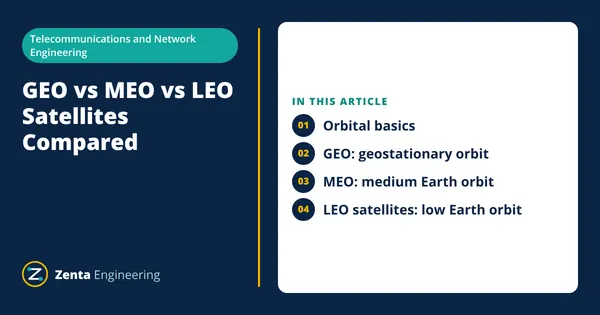 Telecommunications and Network
Engineering
GEO vs MEO vs LEO
Satellites
Compared
Zenta Engineering
IN THIS ARTICLE
01 Orbital basics
02 GEO: geostationary orbit
03 MEO: medium Earth orbit
04 LEO satellites: low Earth orbit